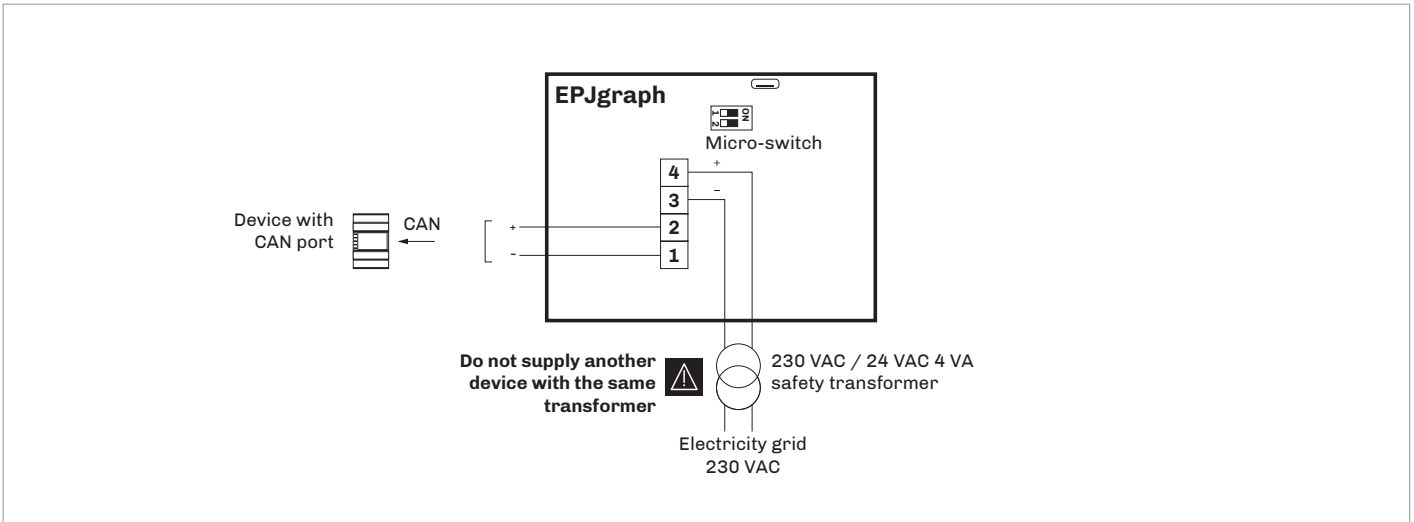 EPJgraph
ON
1 2
Micro-switch
4
+
3
–
Device with
CAN port
CAN
+
2
-
1
Do not supply another
device with the same
transformer
230 VAC / 24 VAC 4 VA
safety transformer
Electricity grid
230 VAC